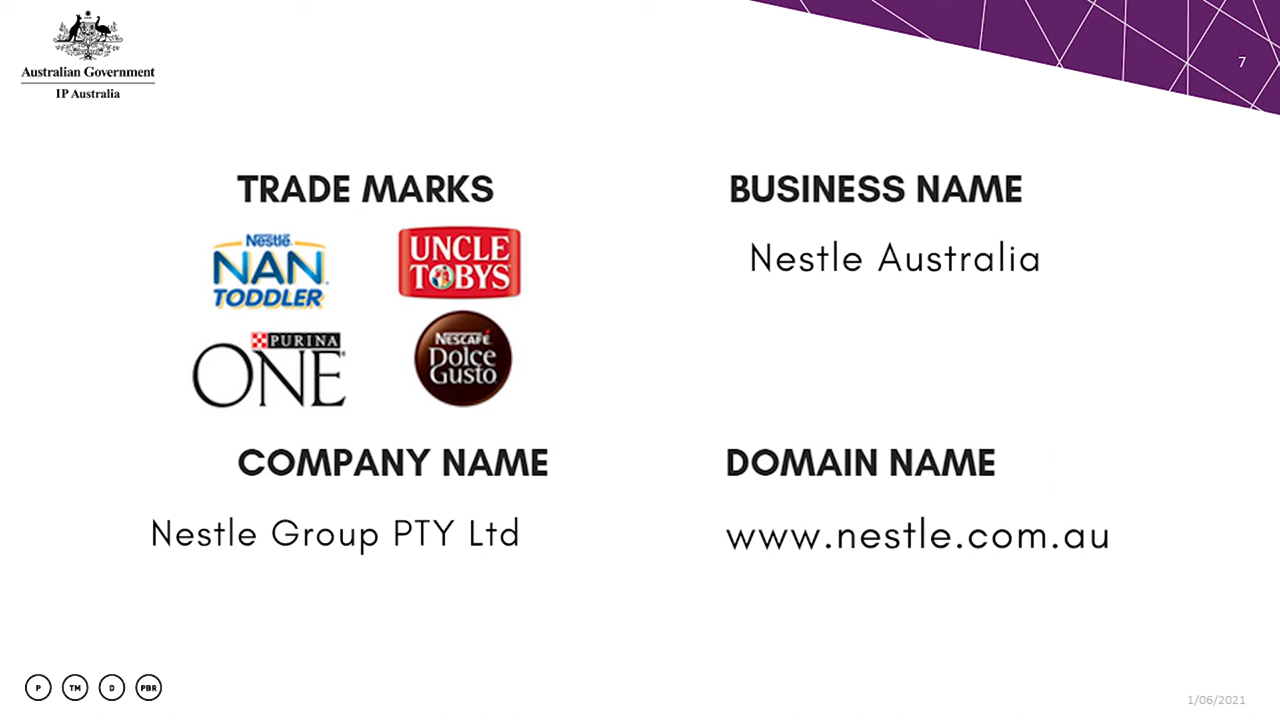 Australian Government
IP Australia
7
TRADE MARKS
Nestlé
NAN
TODDLER
UNCLE
TOBYS
PURINA
ONE
NESCAFÉ
DOLCE
GUSTO
BUSINESS NAME
Nestle Australia
COMPANY NAME
Nestle Group PTY Ltd
DOMAIN NAME
www.nestle.com.au
P TM D PBR
1/06/2021